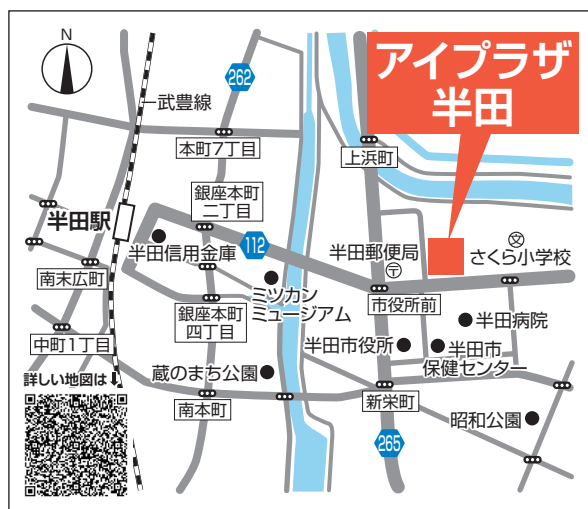 N
武豊線
262
アイプラザ
半田
本町7丁目
上浜町
銀座本町
二丁目
半田駅
半田信用金庫
112
半田郵便局
〒
文
さくら小学校
南末広町
ミツカン
ミュージアム
市役所前
銀座本町
四丁目
中町1丁目
半田病院
半田市役所
半田市
保健センター
蔵のまち公園
詳しい地図は⬇
南本町
新栄町
昭和公園
265